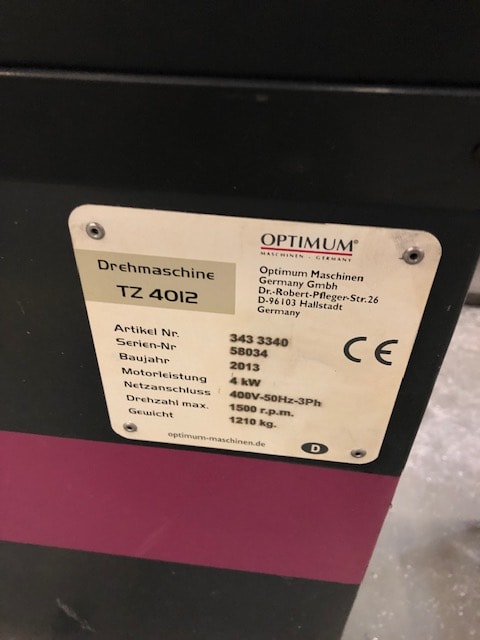 OPTIMUM®
MASCHINEN - GERMANY
Drehmaschine
TZ 4012
Optimum Maschinen
Germany GmbH
Dr.-Robert-Pfleger-Str.26
D-96103 Hallstadt
Germany
CE
Artikel Nr. 343 3340
Serien-Nr 58034
Baujahr 2013
Motorleistung 4 kW
Netzanschluss 400V-50Hz-3Ph
Drehzahl max. 1500 r.p.m.
Gewicht 1210 kg.
optimum-maschinen.de
D